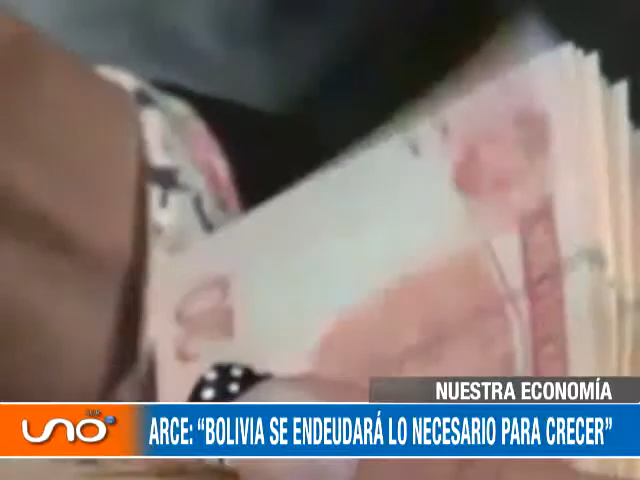 NUESTRA ECONOMÍA
UNO
ARCE: “BOLIVIA SE ENDEUDARÁ LO NECESARIO PARA CRECER”